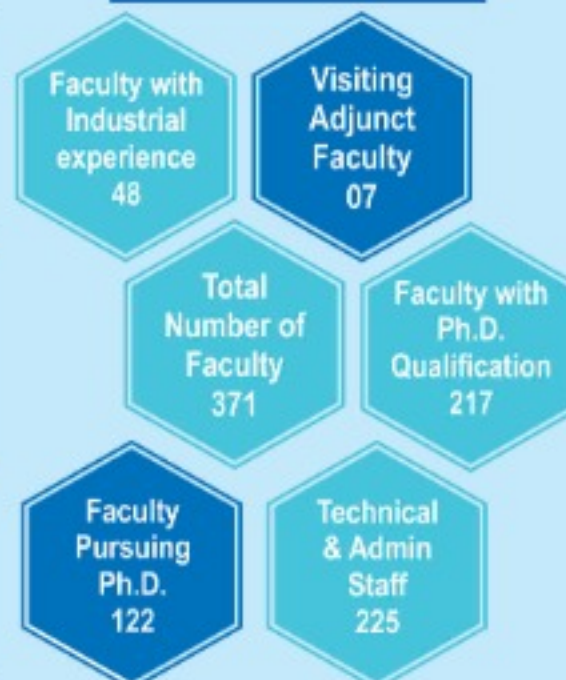 Faculty with
Industrial
experience
48
Visiting
Adjunct
Faculty
07
Total
Number of
Faculty
371
Faculty with
Ph.D.
Qualification
217
Faculty
Pursuing
Ph.D.
122
Technical
& Admin
Staff
225